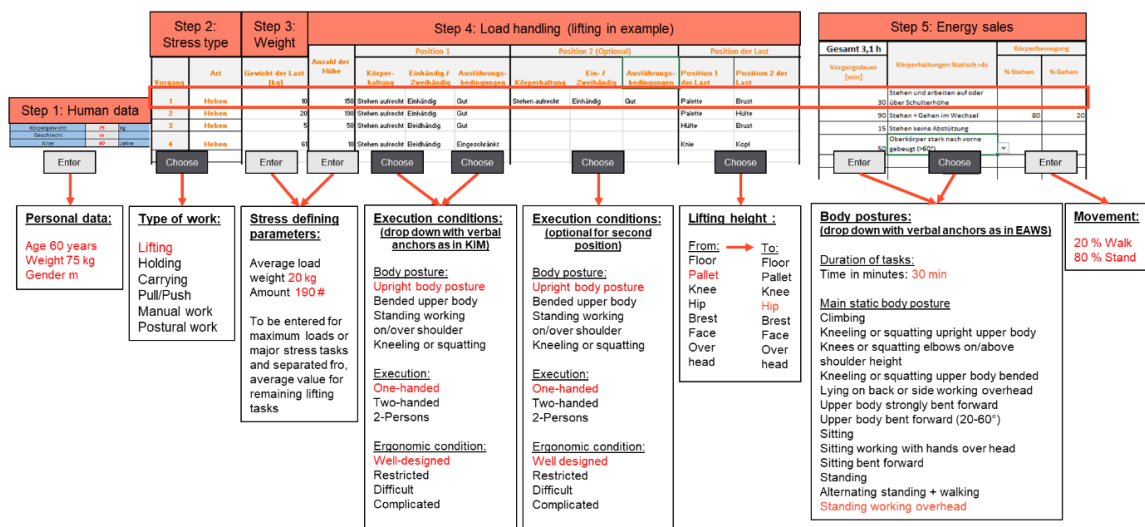 Step 2:
Stress type
Step 3:
Weight
Step 4: Load handling (lifting in example)
Step 5: Energy sales
Step 1: Human data
Körpergewicht 75 kg
Geschlecht m
Alter 60 Jahre
Position 1 Position 2 (Optional) Position der Last
Vorgang Art Gewicht der Last [kg] Anzahl der Hübe Körper-haltung Einhändig / Zweihändig Ausführungs-bedingungen Körperhaltung Ein- / Zweihändig Ausführungs-bedingungen Position 1 der Last Position 2 der Last
1 Heben 10 150 Stehen aufrecht Einhändig Gut Stehen aufrecht Einhändig Gut Palette Brust
2 Heben 20 190 Stehen aufrecht Einhändig Gut Palette Hüfte
3 Heben 5 50 Stehen aufrecht Beidhändig Gut Hüfte Brust
4 Heben 61 18 Stehen aufrecht Beidhändig Eingeschränkt Knie Kopf
Gesamt 3,1 h Körperbewegung
Vorgangsdauer [min] Körperhaltungen Statisch >4s % Stehen % Gehen
30 Stehen und arbeiten auf oder über Schulterhöhe
90 Stehen + Gehen im Wechsel 80 20
15 Stehen keine Abstützung
50 Oberkörper stark nach vorne gebeugt (>60°)
Enter
Choose
Enter
Enter
Choose
Choose
Choose
Choose
Enter
Choose
Enter
Personal data:
Age 60 years
Weight 75 kg
Gender m
Type of work:
Lifting
Holding
Carrying
Pull/Push
Manual work
Postural work
Stress defining
parameters:
Average load
weight 20 kg
Amount 190 #
To be entered for
maximum loads or
major stress tasks
and separated fro,
average value for
remaining lifting
tasks
Execution conditions:
(drop down with verbal
anchors as in KIM)
Body posture:
Upright body posture
Bended upper body
Standing working
on/over shoulder
Kneeling or squatting
Execution:
One-handed
Two-handed
2-Persons
Ergonomic condition:
Well-designed
Restricted
Difficult
Complicated
Execution conditions:
(optional for second
position)
Body posture:
Upright body posture
Bended upper body
Standing working
on/over shoulder
Kneeling or squatting
Execution:
One-handed
Two-handed
2-Persons
Ergonomic condition:
Well designed
Restricted
Difficult
Complicated
Lifting height :
From:
Floor
Pallet
Knee
Hip
Brest
Face
Over
head
To:
Floor
Pallet
Knee
Hip
Brest
Face
Over
head
Body postures:
(drop down with verbal anchors as in EAWS)
Duration of tasks:
Time in minutes: 30 min
Main static body posture
Climbing
Kneeling or squatting upright upper body
Knees or squatting elbows on/above
shoulder height
Kneeling or squatting upper body bended
Lying on back or side working overhead
Upper body strongly bent forward
Upper body bent forward (20-60°)
Sitting
Sitting working with hands over head
Sitting bent forward
Standing
Alternating standing + walking
Standing working overhead
Movement:
20 % Walk
80 % Stand